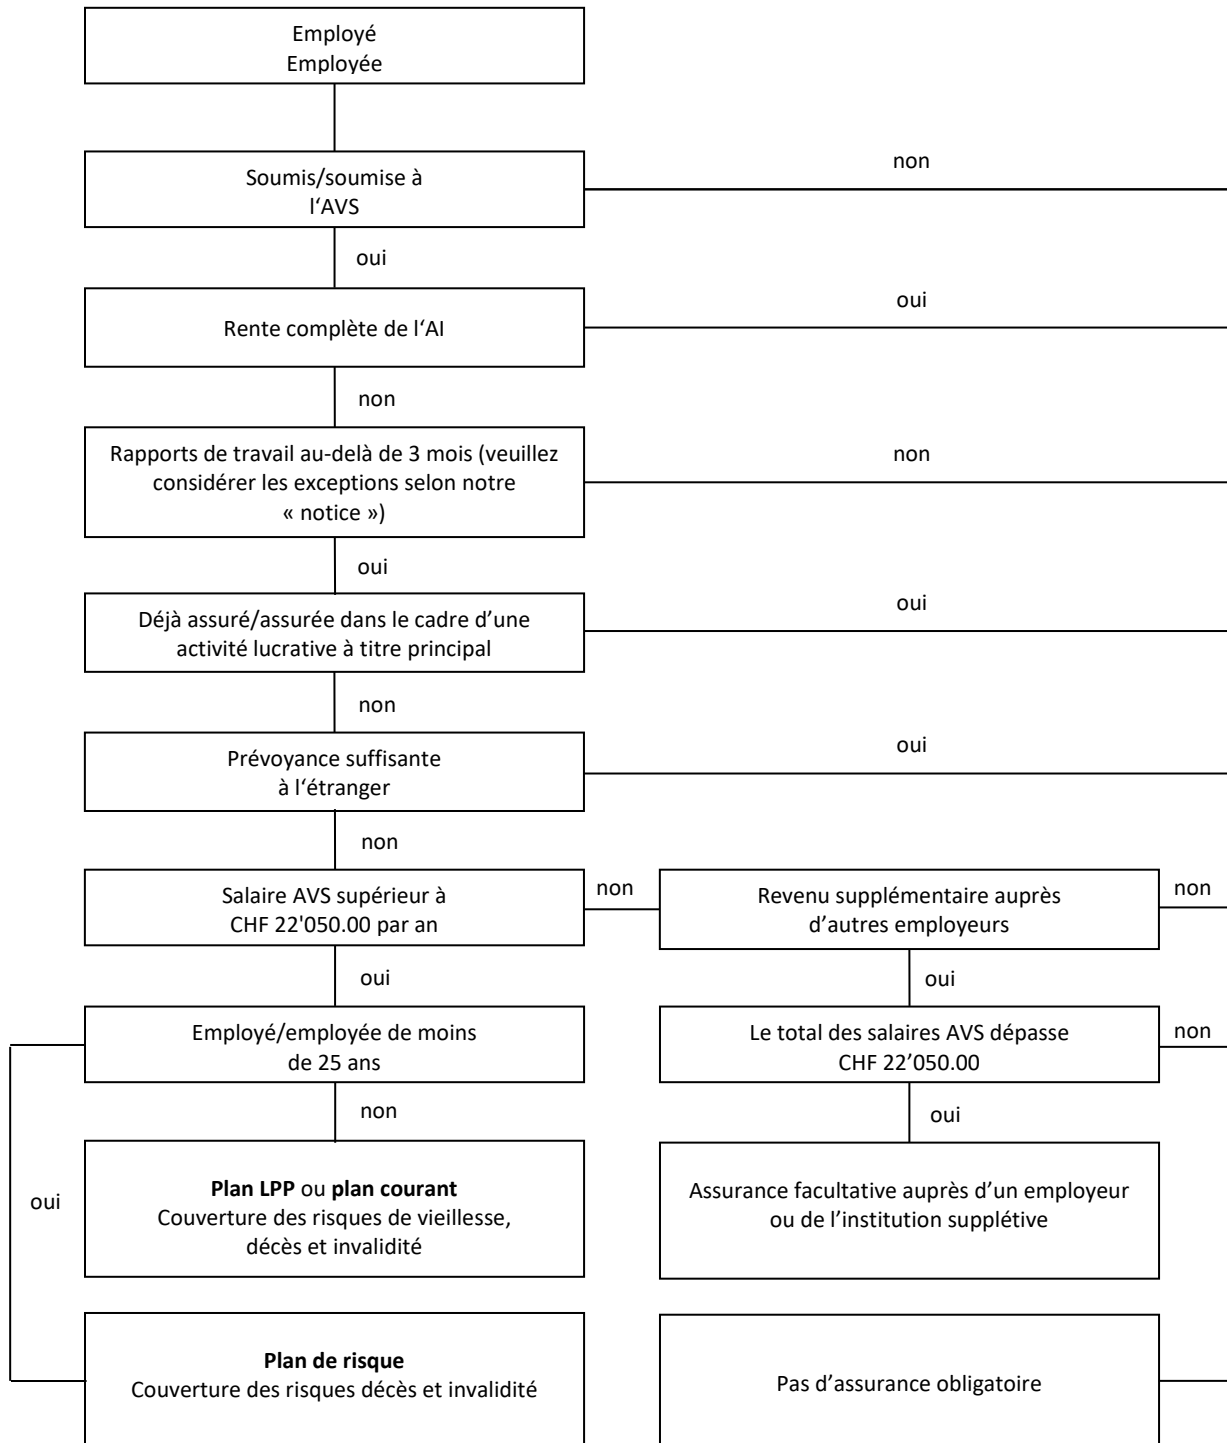 Employé
Employée
Soumis/soumise à
l‘AVS
non
oui
Rente complète de l‘AI
oui
non
Rapports de travail au-delà de 3 mois (veuillez
considérer les exceptions selon notre
« notice »)
non
oui
Déjà assuré/assurée dans le cadre d’une
activité lucrative à titre principal
oui
non
Prévoyance suffisante
à l‘étranger
oui
non
Salaire AVS supérieur à
CHF 22'050.00 par an
non
Revenu supplémentaire auprès
d’autres employeurs
non
oui
oui
Employé/employée de moins
de 25 ans
Le total des salaires AVS dépasse
CHF 22’050.00
non
non
oui
oui
Plan LPP ou plan courant
Couverture des risques de vieillesse,
décès et invalidité
Assurance facultative auprès d’un employeur
ou de l’institution supplétive
Plan de risque
Couverture des risques décès et invalidité
Pas d’assurance obligatoire